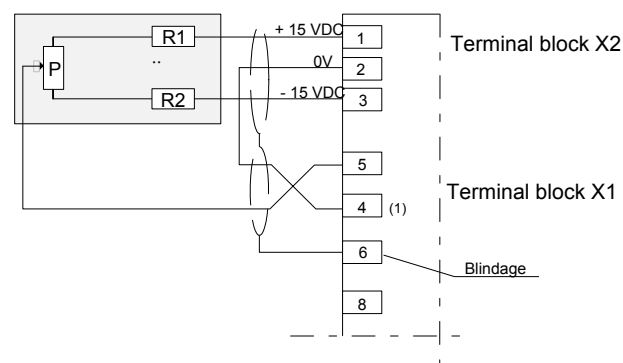 R1
+ 15 VDC
1
Terminal block X2
P
0V
2
R2
- 15 VDC
3
5
Terminal block X1
4
(1)
6
Blindage
8